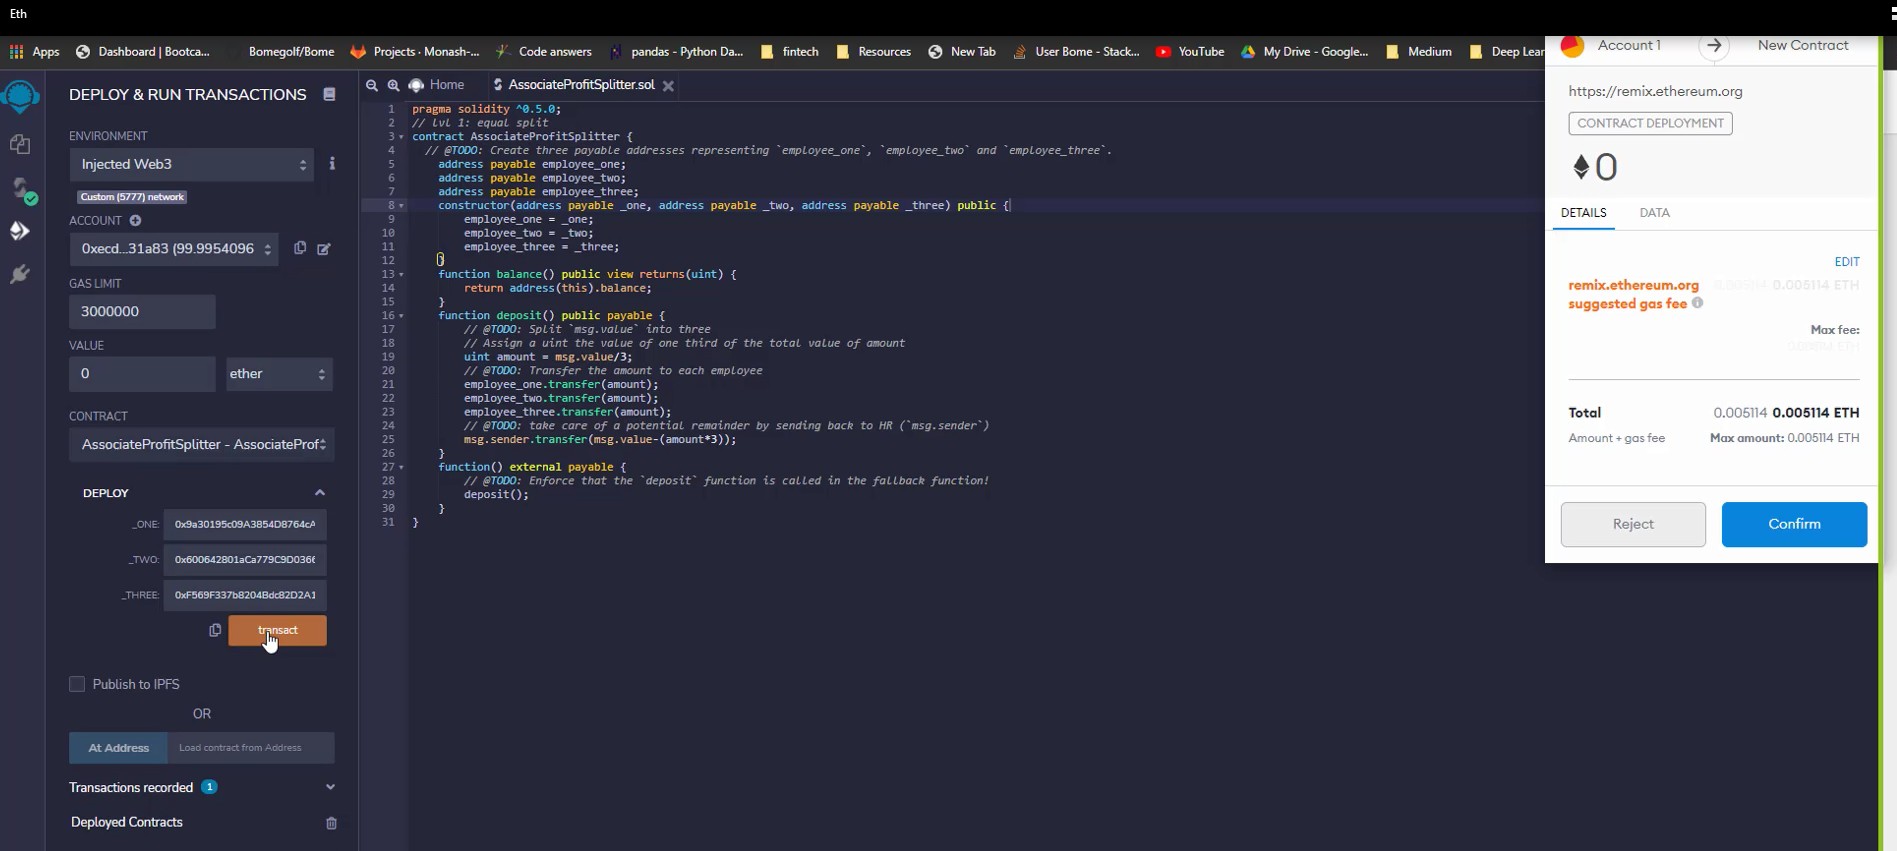 Eth
Apps Dashboard | Bootca... Bomegolf/Bome Projects · Monash-... Code answers pandas - Python Da... fintech Resources New Tab User Bome - Stack... YouTube My Drive - Google... Medium Deep Lear
DEPLOY & RUN TRANSACTIONS
ENVIRONMENT
Injected Web3
i
Custom (5777) network
ACCOUNT
0xecd...31a83 (99.9954096
GAS LIMIT
3000000
VALUE
0 ether
CONTRACT
AssociateProfitSplitter - AssociateProf
DEPLOY
_ONE: 0x9a30195c09A3854D8764cA
_TWO: 0x600642801aCa779C9D0366
_THREE: 0xF569F337b8204Bdc82D2A1
transact
Publish to IPFS
OR
At Address Load contract from Address
Transactions recorded 1
Deployed Contracts
Home AssociateProfitSplitter.sol
1 pragma solidity ^0.5.0;
2 // lvl 1: equal split
3 contract AssociateProfitSplitter {
4 // @TODO: Create three payable addresses representing `employee_one`, `employee_two` and `employee_three`.
5 address payable employee_one;
6 address payable employee_two;
7 address payable employee_three;
8 constructor(address payable _one, address payable _two, address payable _three) public {
9 employee_one = _one;
10 employee_two = _two;
11 employee_three = _three;
12 }
13 function balance() public view returns(uint) {
14 return address(this).balance;
15 }
16 function deposit() public payable {
17 // @TODO: Split `msg.value` into three
18 // Assign a uint the value of one third of the total value of amount
19 uint amount = msg.value/3;
20 // @TODO: Transfer the amount to each employee
21 employee_one.transfer(amount);
22 employee_two.transfer(amount);
23 employee_three.transfer(amount);
24 // @TODO: take care of a potential remainder by sending back to HR (`msg.sender`)
25 msg.sender.transfer(msg.value-(amount*3));
26 }
27 function() external payable {
28 // @TODO: Enforce that the `deposit` function is called in the fallback function!
29 deposit();
30 }
31 }
Account 1 New Contract
https://remix.ethereum.org
CONTRACT DEPLOYMENT
0
DETAILS DATA
EDIT
remix.ethereum.org 0.005114 0.005114 ETH
suggested gas fee
Max fee:
0.005114 ETH
Total 0.005114 0.005114 ETH
Amount + gas fee Max amount: 0.005114 ETH
Reject Confirm